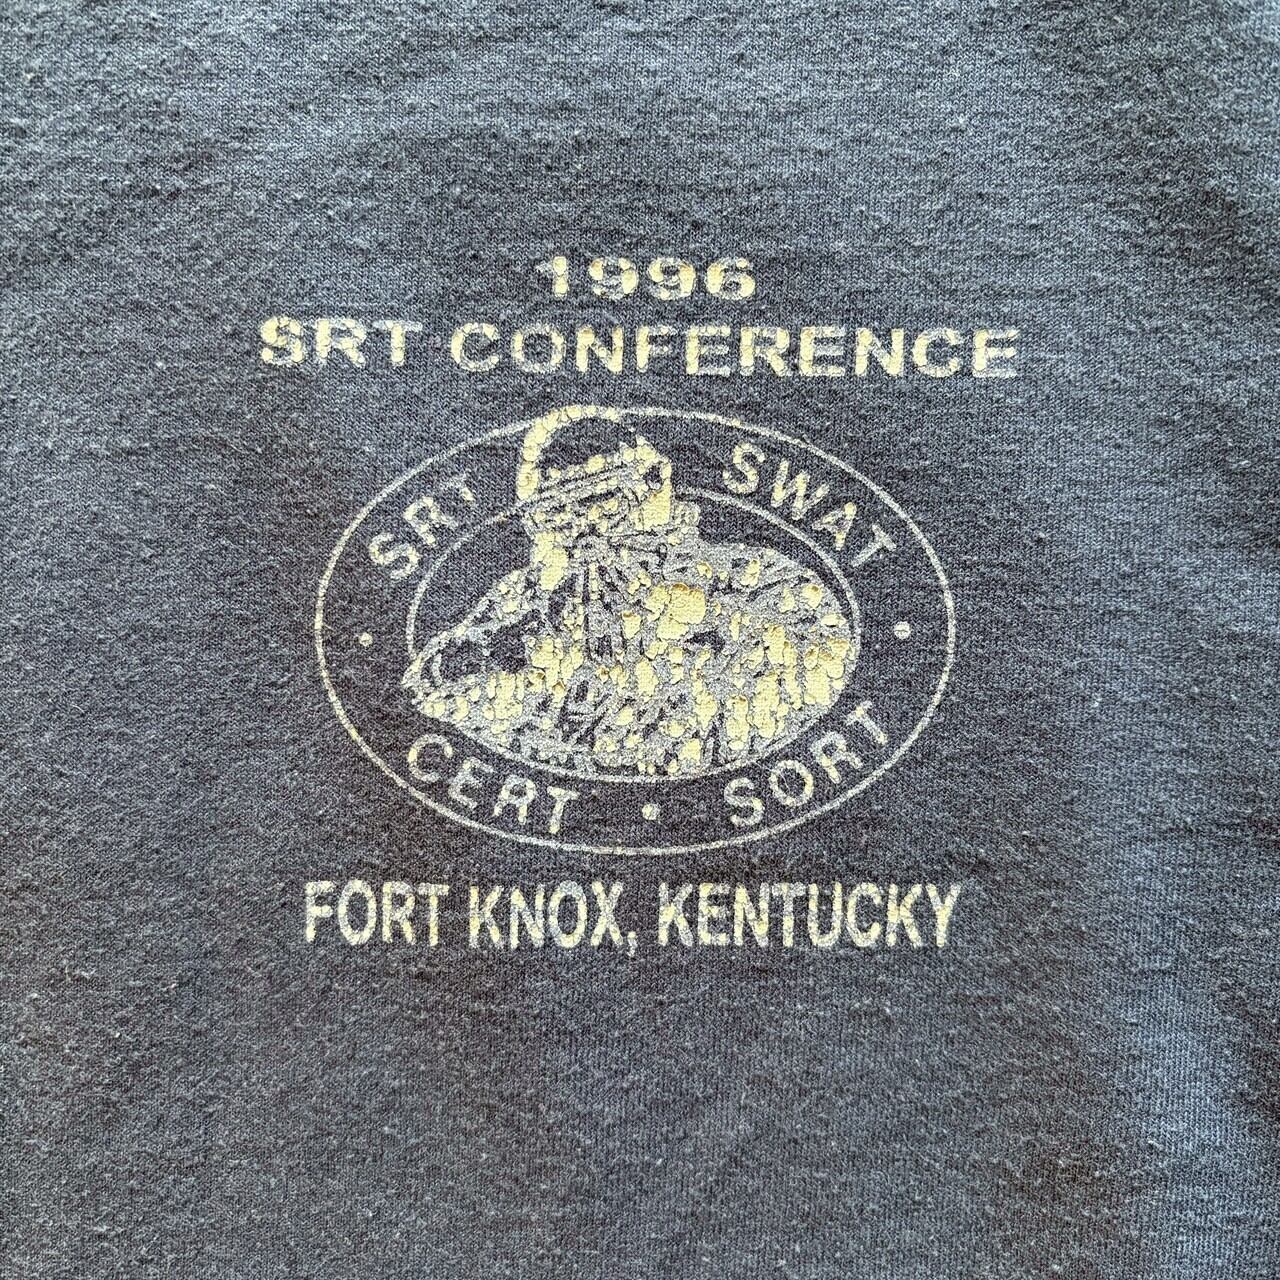 1996
SRT CONFERENCE
SRT
SWAT
CERT • SORT
FORT KNOX, KENTUCKY